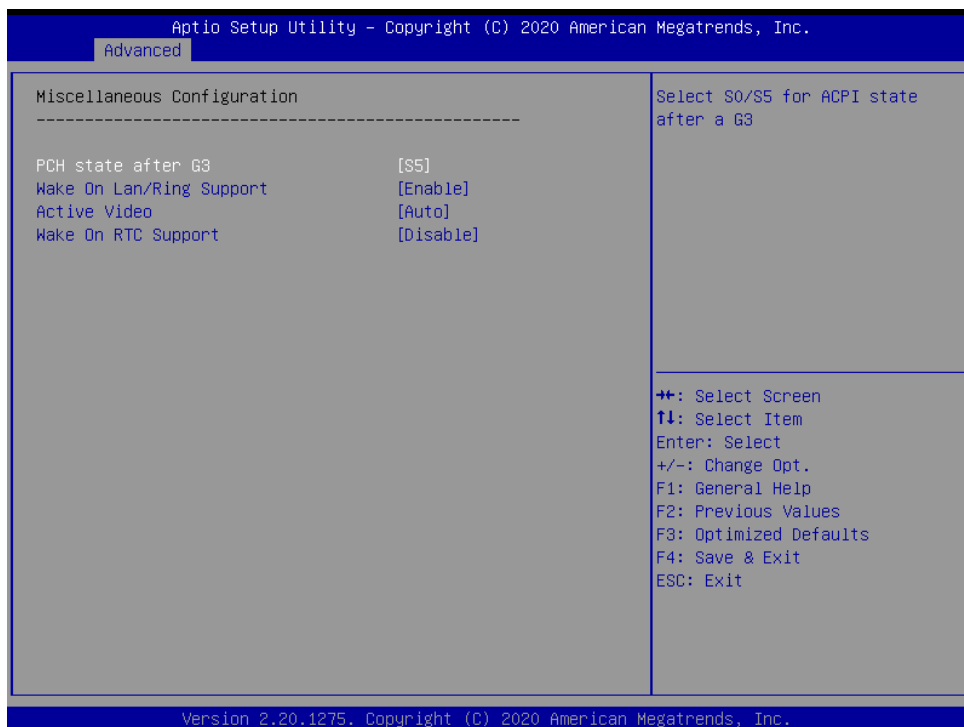 Aptio Setup Utility – Copyright (C) 2020 American Megatrends, Inc.
Advanced
Miscellaneous Configuration
--------------------------------------------------
PCH state after G3 [S5]
Wake On Lan/Ring Support [Enable]
Active Video [Auto]
Wake On RTC Support [Disable]
Select S0/S5 for ACPI state
after a G3
→←: Select Screen
↑↓: Select Item
Enter: Select
+/-: Change Opt.
F1: General Help
F2: Previous Values
F3: Optimized Defaults
F4: Save & Exit
ESC: Exit
Version 2.20.1275. Copyright (C) 2020 American Megatrends, Inc.